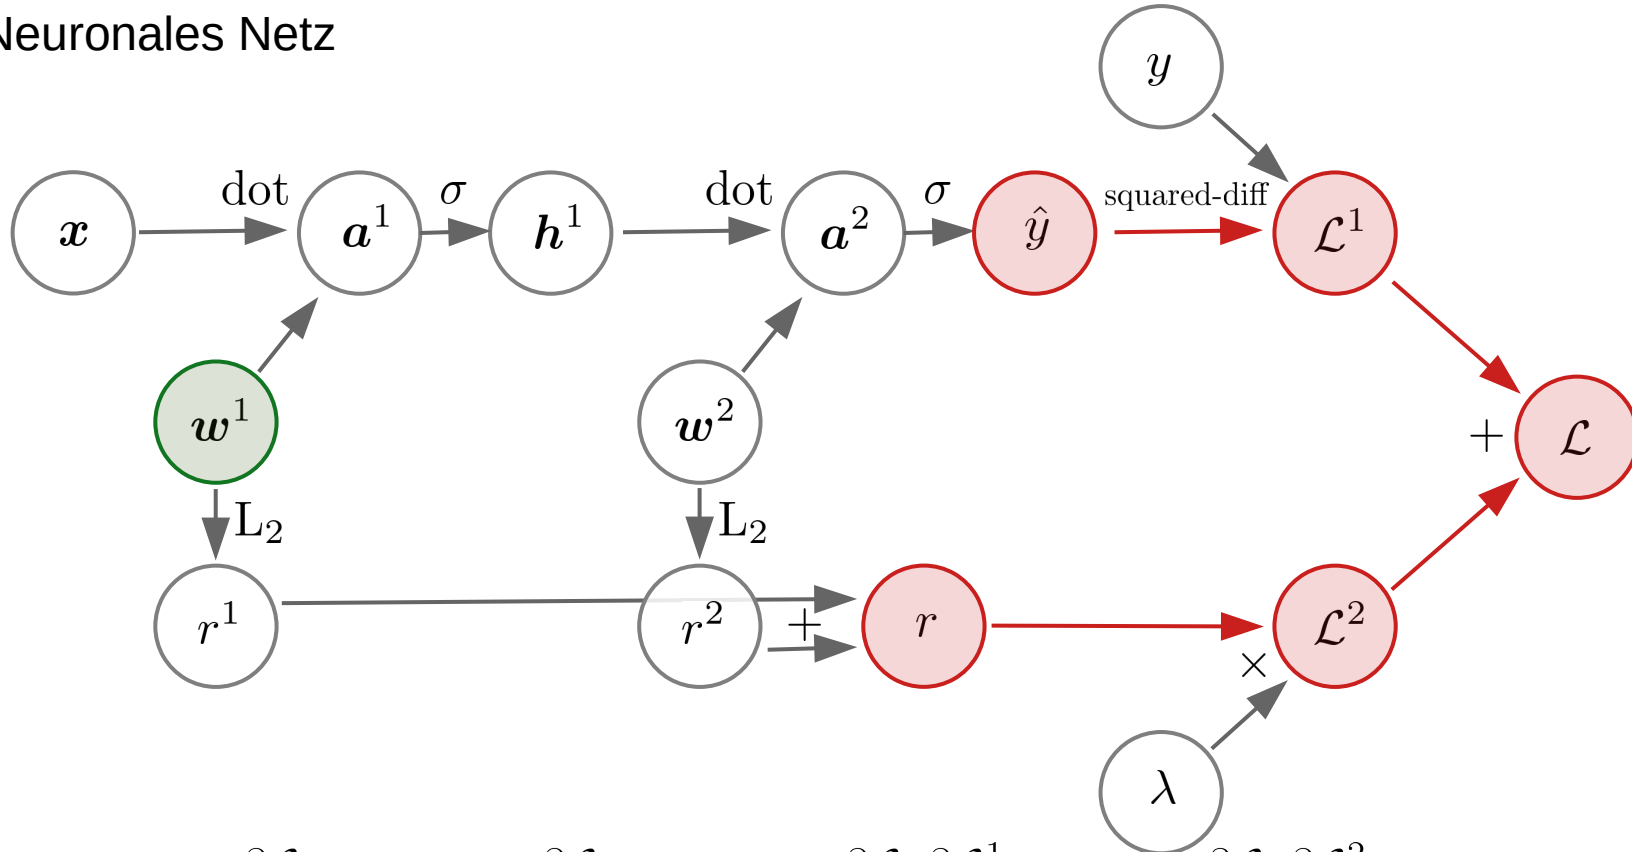 Neuronales Netz
y
dot σ dot σ squared-diff
x a¹ h¹ a² ŷ ℒ¹
w¹ w² + ℒ
L₂ L₂
r¹ r² + r ℒ²
×
λ